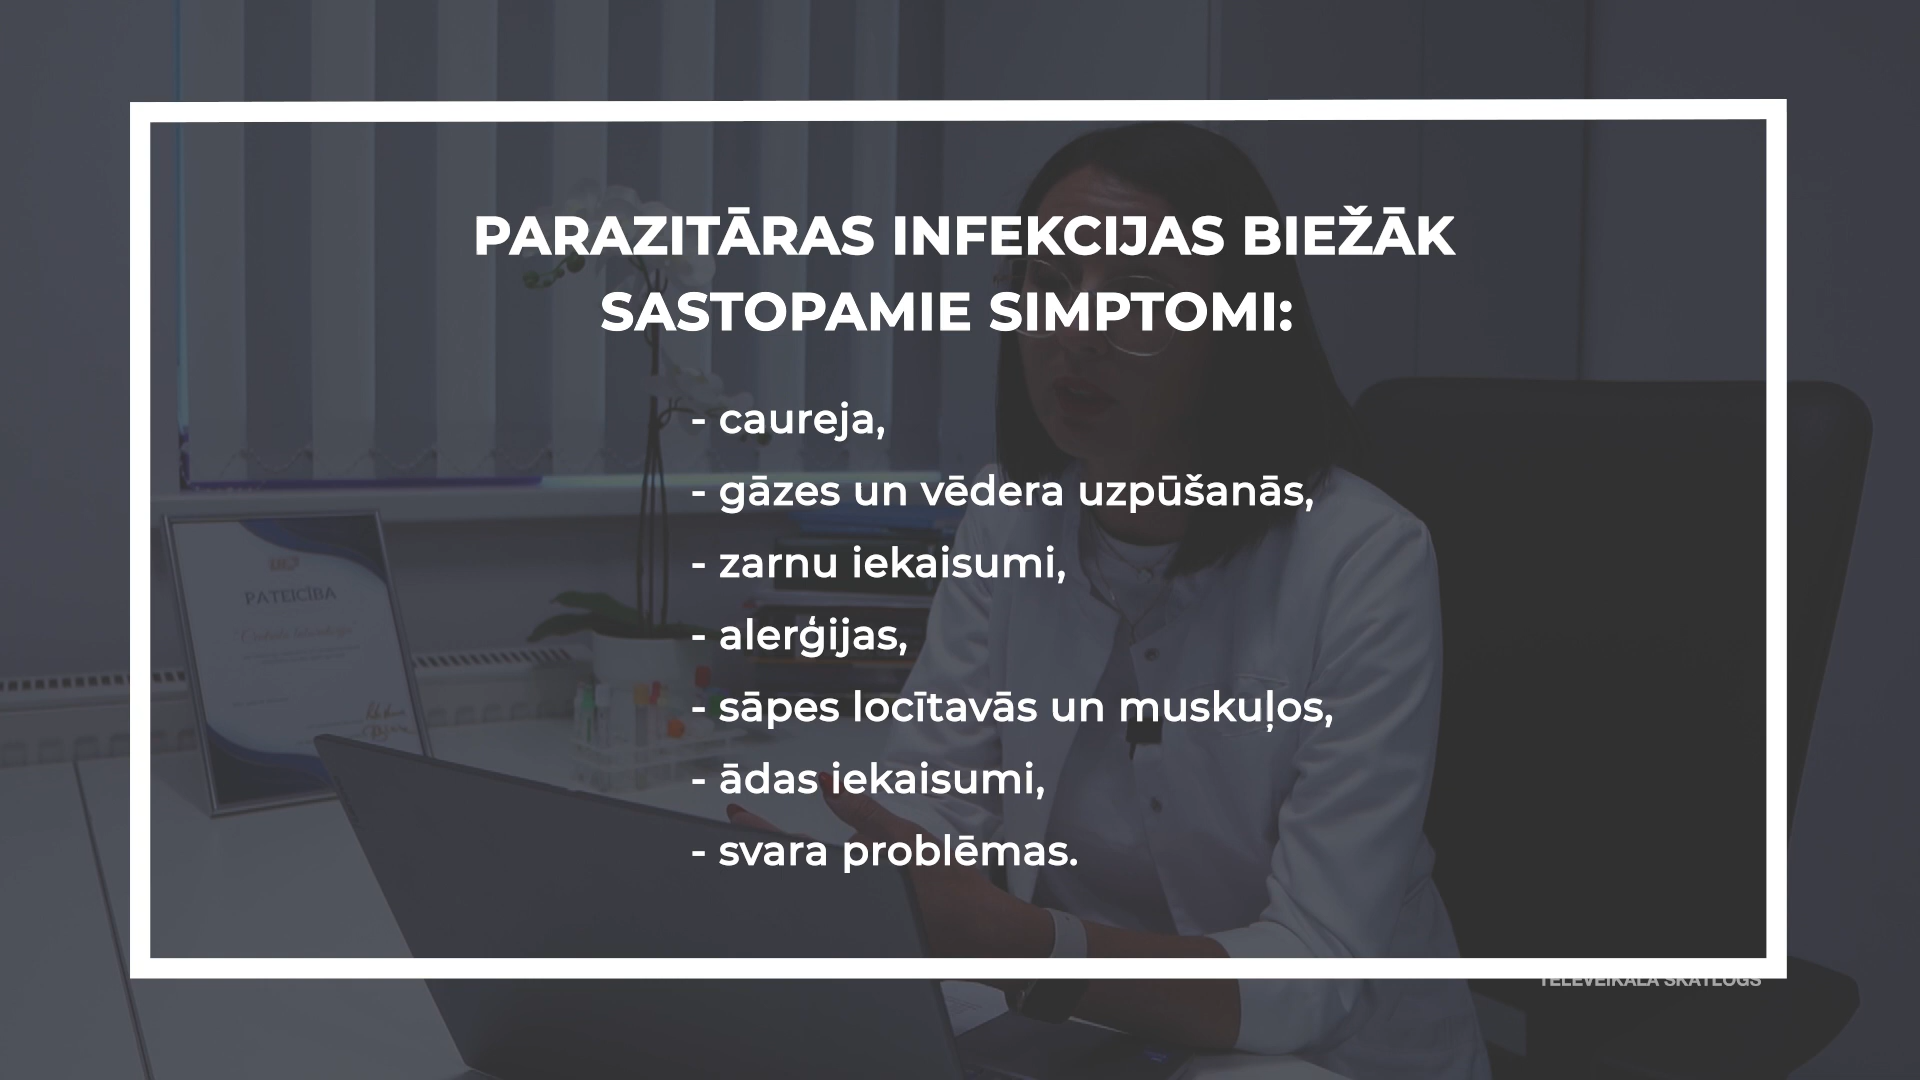 PARAZITĀRAS INFEKCIJAS BIEŽĀK
SASTOPAMIE SIMPTOMI:
- caureja,
- gāzes un vēdera uzpūšanās,
- zarnu iekaisumi,
- alerģijas,
- sāpes locītavās un muskuļos,
- ādas iekaisumi,
- svara problēmas.
PATEICĪBA
TELEVEIKALA SKATLOGS